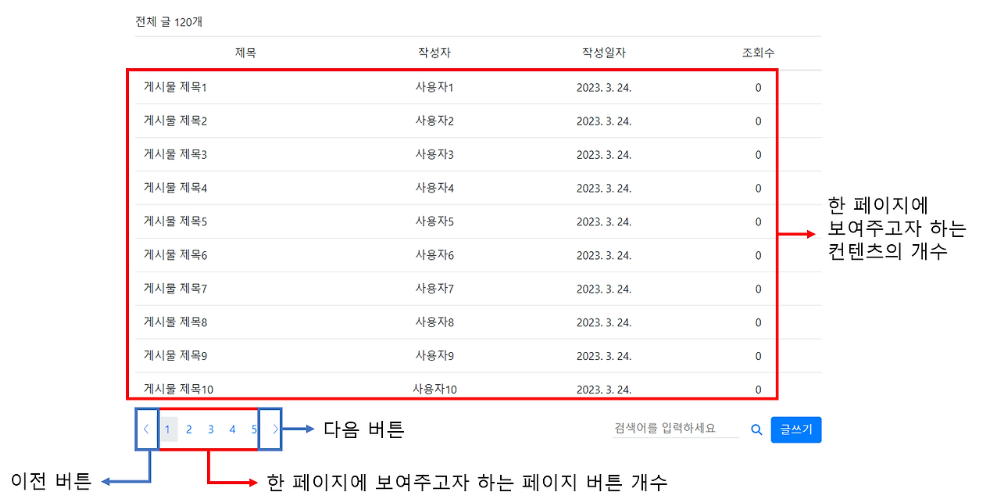 전체 글 120개
제목 작성자 작성일자 조회수
게시물 제목1 사용자1 2023. 3. 24. 0
게시물 제목2 사용자2 2023. 3. 24. 0
게시물 제목3 사용자3 2023. 3. 24. 0
게시물 제목4 사용자4 2023. 3. 24. 0
게시물 제목5 사용자5 2023. 3. 24. 0
게시물 제목6 사용자6 2023. 3. 24. 0
게시물 제목7 사용자7 2023. 3. 24. 0
게시물 제목8 사용자8 2023. 3. 24. 0
게시물 제목9 사용자9 2023. 3. 24. 0
게시물 제목10 사용자10 2023. 3. 24. 0
한 페이지에
보여주고자 하는
컨텐츠의 개수
< 1 2 3 4 5 > 다음 버튼 검색어를 입력하세요 글쓰기
이전 버튼 한 페이지에 보여주고자 하는 페이지 버튼 개수